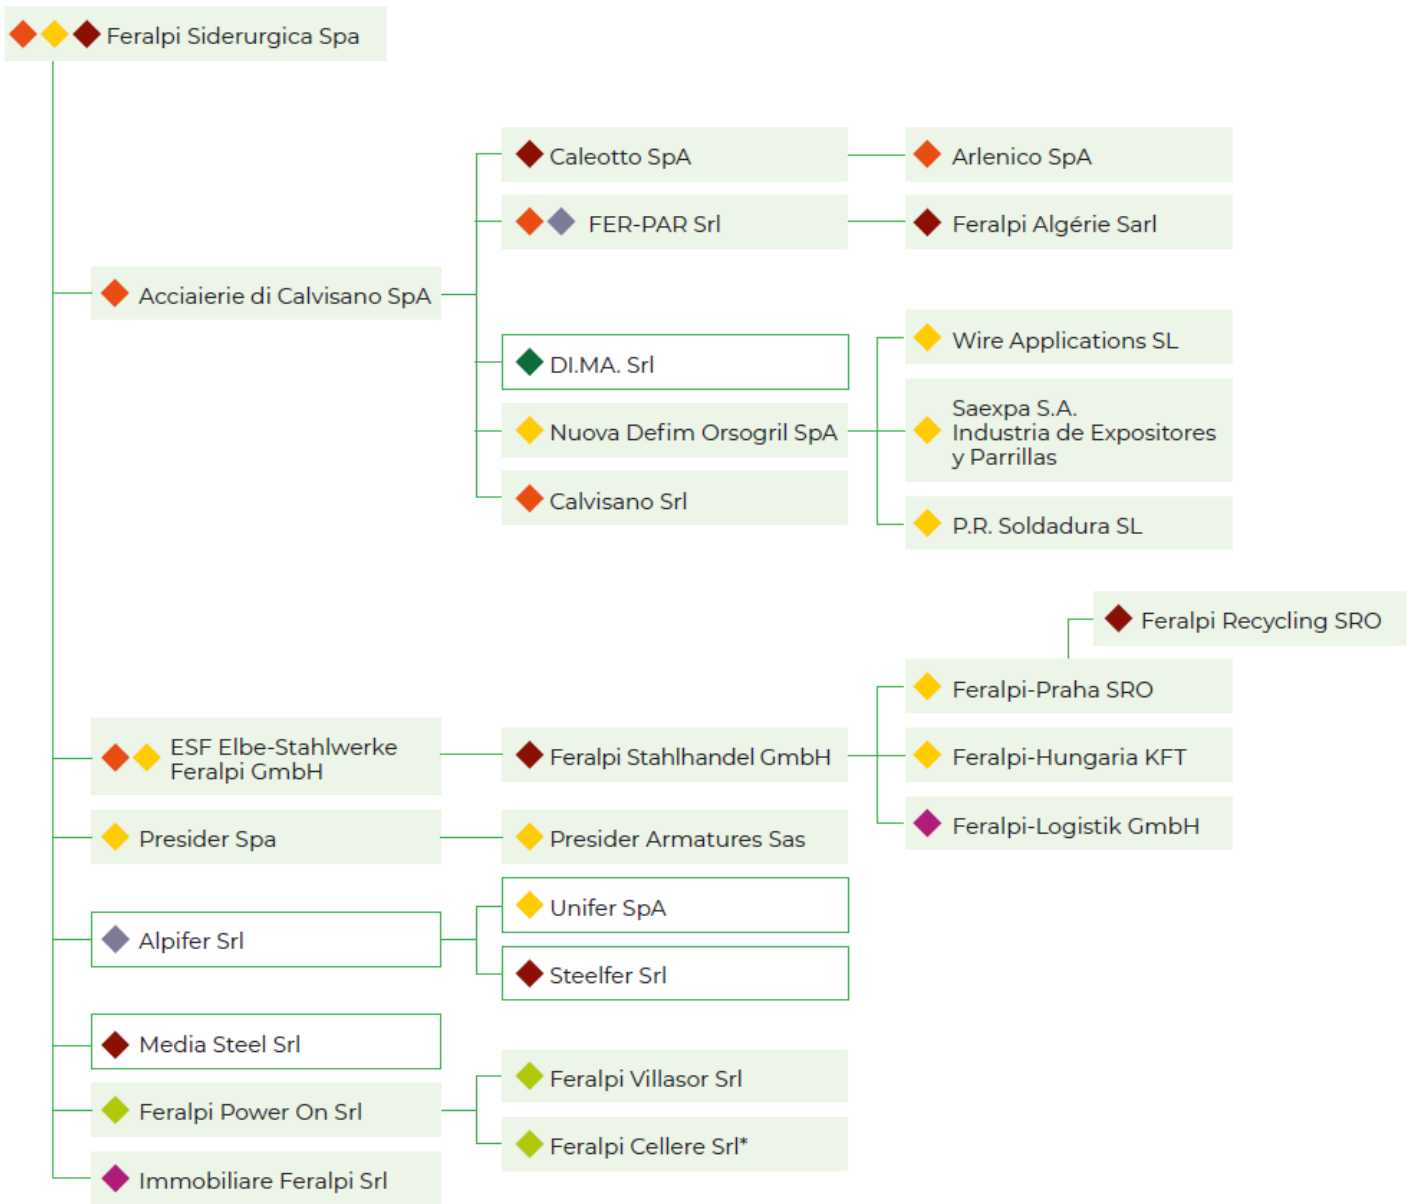 Feralpi Siderurgica Spa
Acciaierie di Calvisano SpA
Caleotto SpA
Arlenico SpA
FER-PAR Srl
Feralpi Algérie Sarl
DI.MA. Srl
Nuova Defim Orsogril SpA
Wire Applications SL
Saexpa S.A.
Industria de Expositores
y Parrillas
P.R. Soldadura SL
Calvisano Srl
ESF Elbe-Stahlwerke
Feralpi GmbH
Feralpi Stahlhandel GmbH
Feralpi-Praha SRO
Feralpi Recycling SRO
Feralpi-Hungaria KFT
Feralpi-Logistik GmbH
Presider Spa
Presider Armatures Sas
Alpifer Srl
Unifer SpA
Steelfer Srl
Media Steel Srl
Feralpi Power On Srl
Feralpi Villasor Srl
Feralpi Cellere Srl*
Immobiliare Feralpi Srl